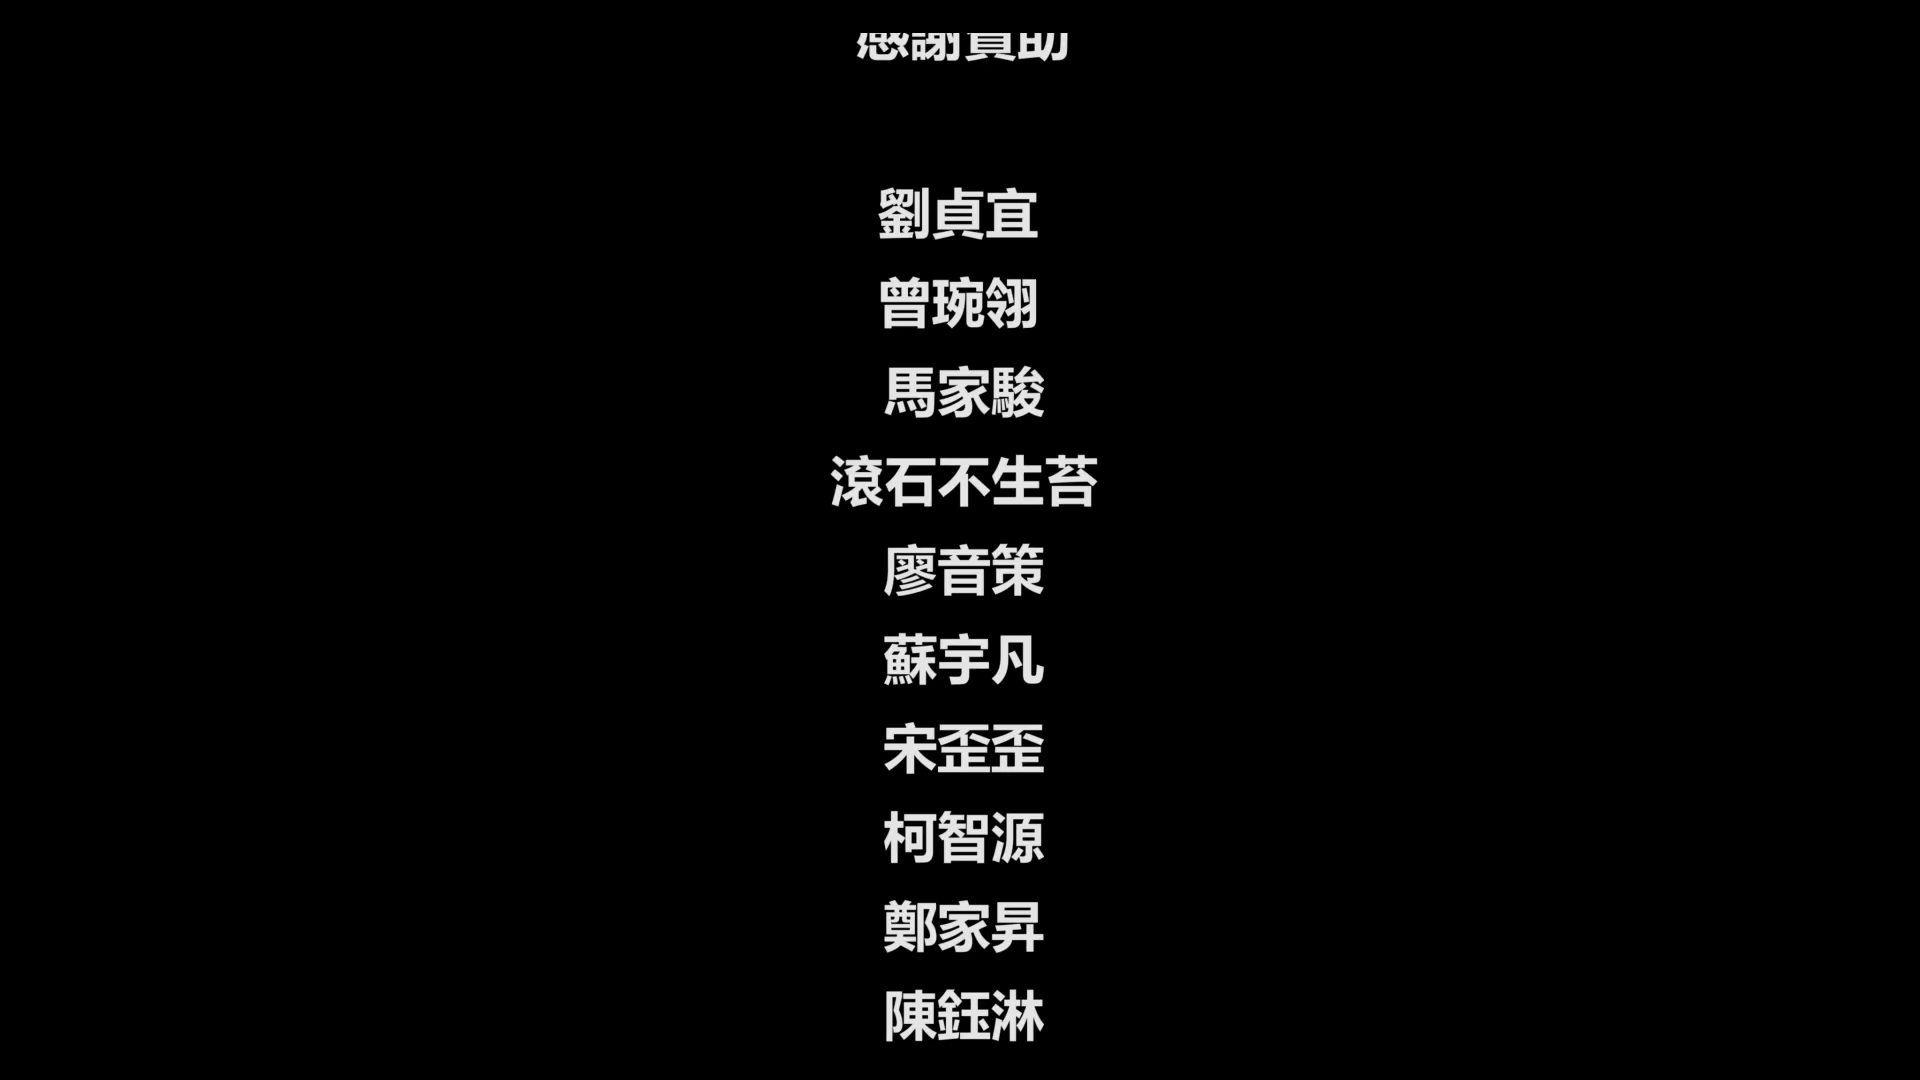 感謝贊助
劉貞宜
曾琬翎
馬家駿
滾石不生苔
廖音策
蘇宇凡
宋歪歪
柯智源
鄭家昇
陳鈺淋